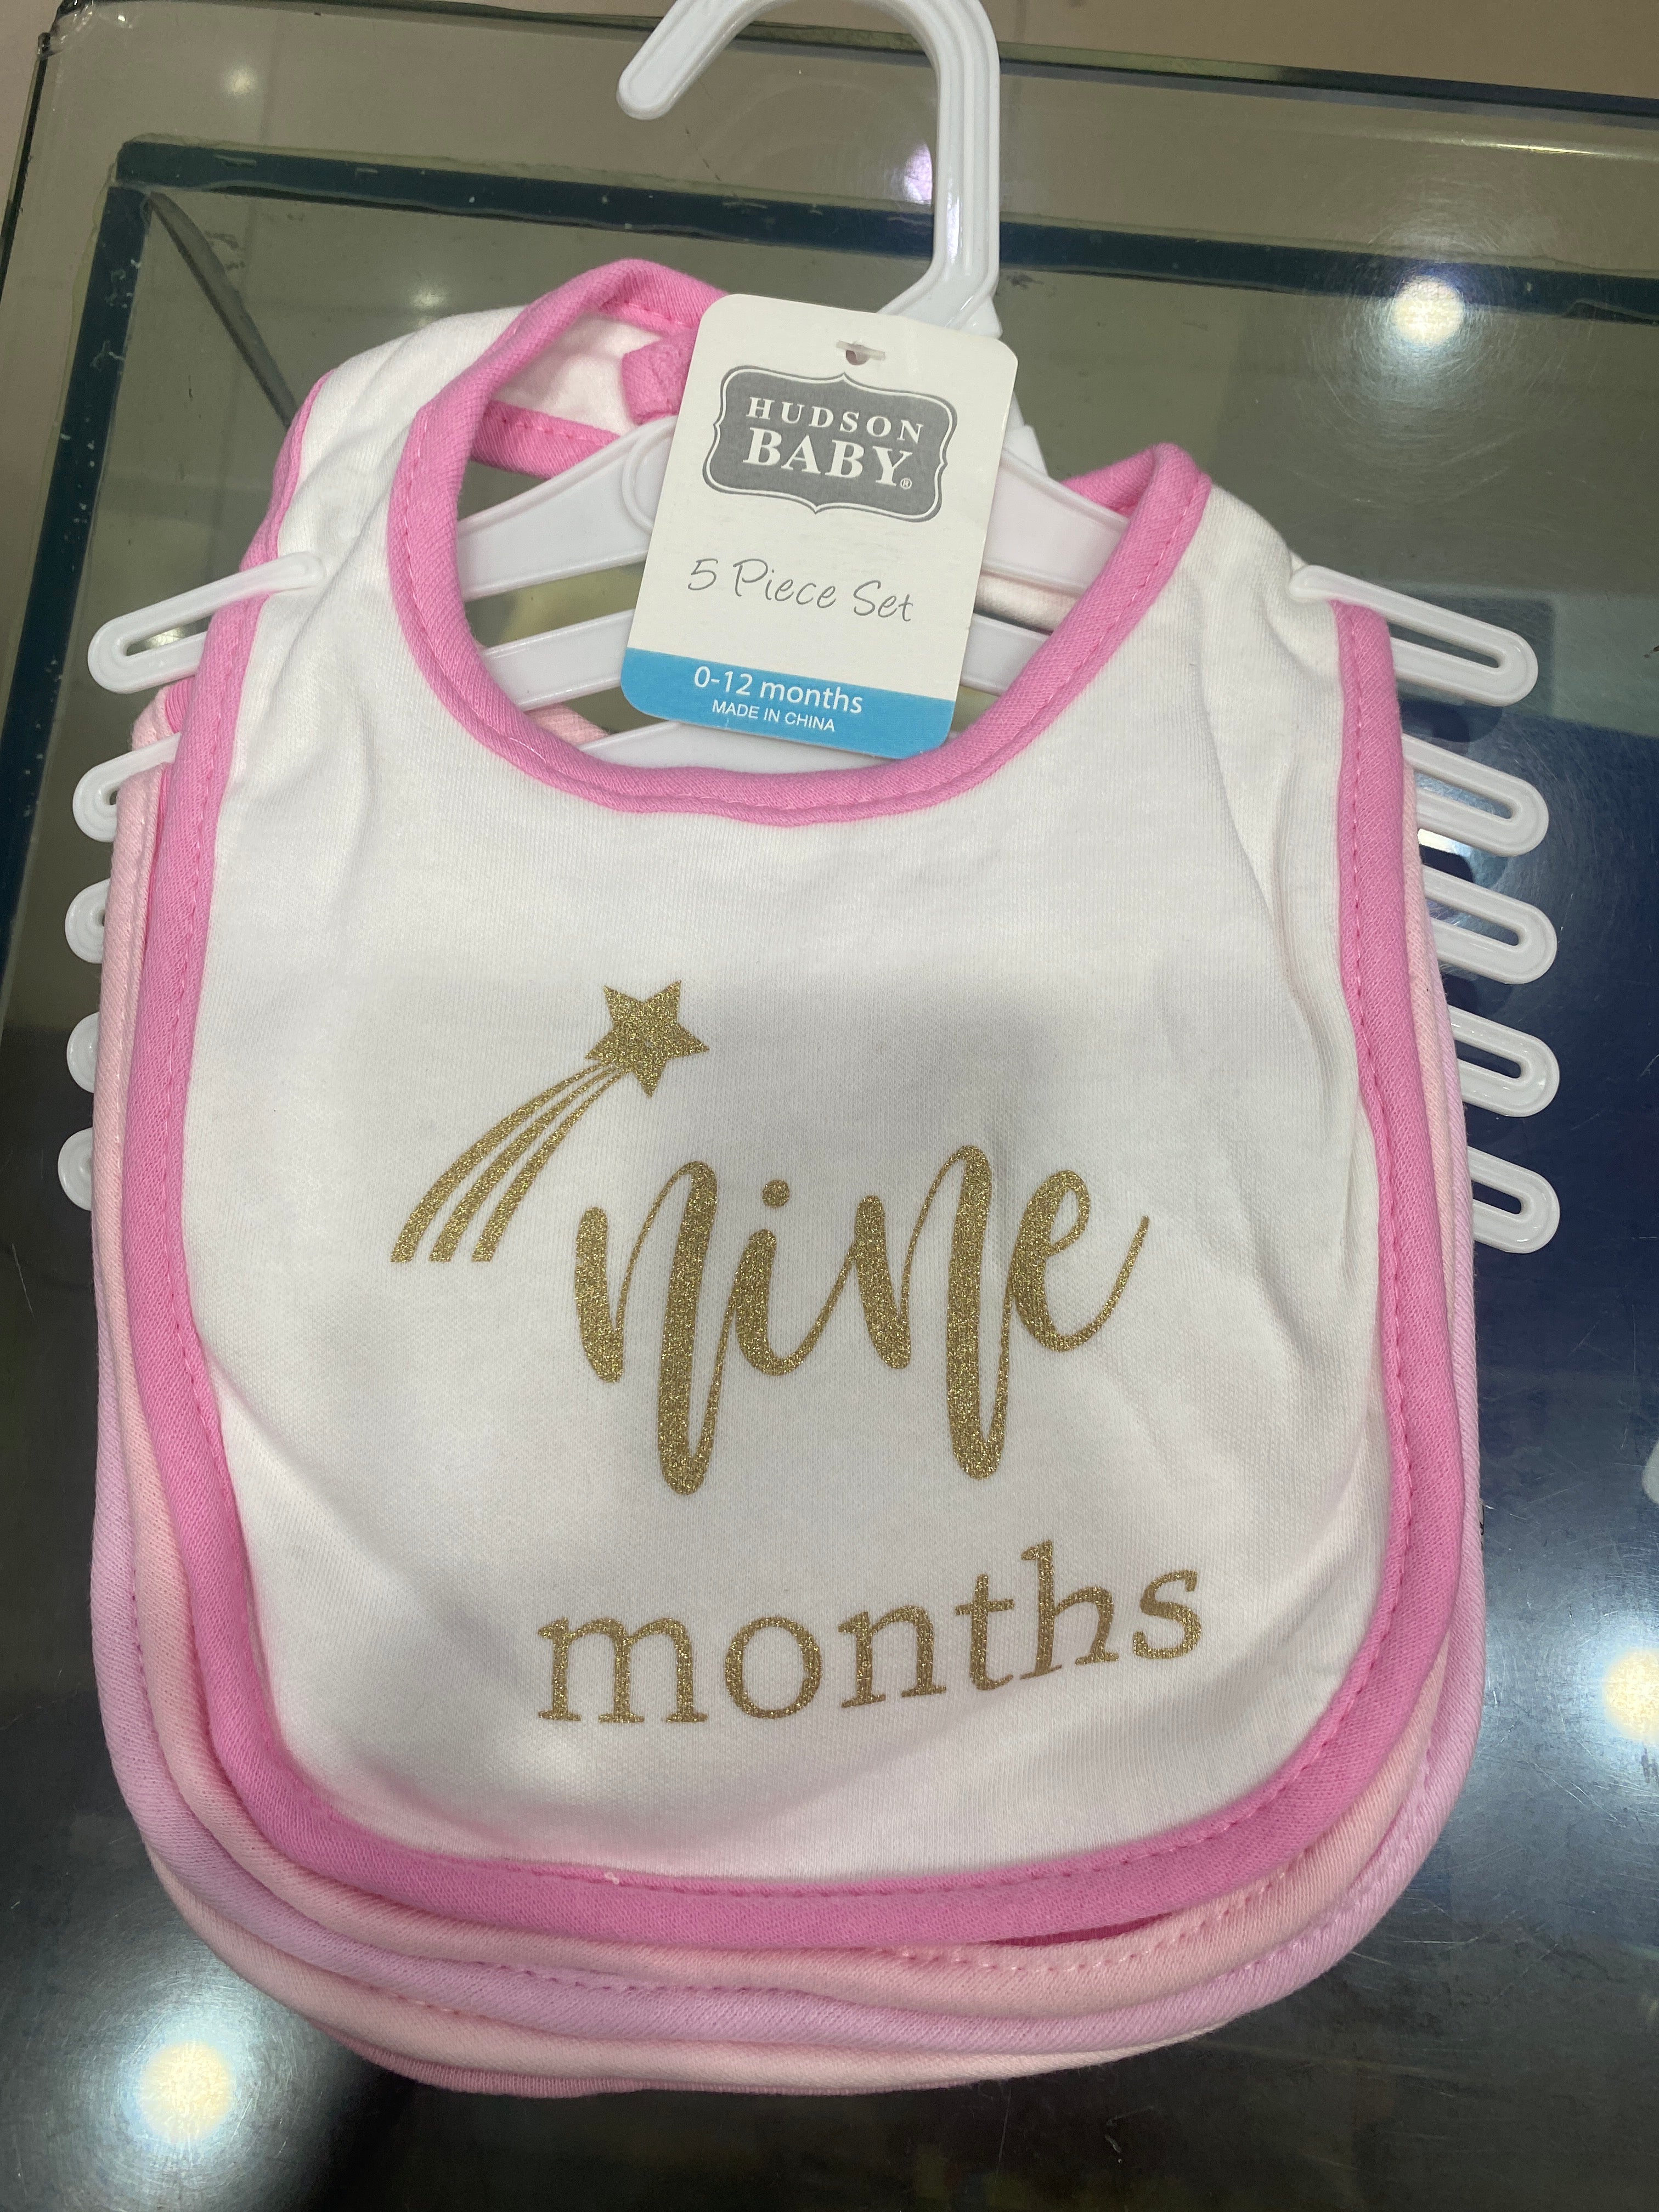 HUDSON
BABY®
5 Piece Set
0-12 months
MADE IN CHINA
nine
months